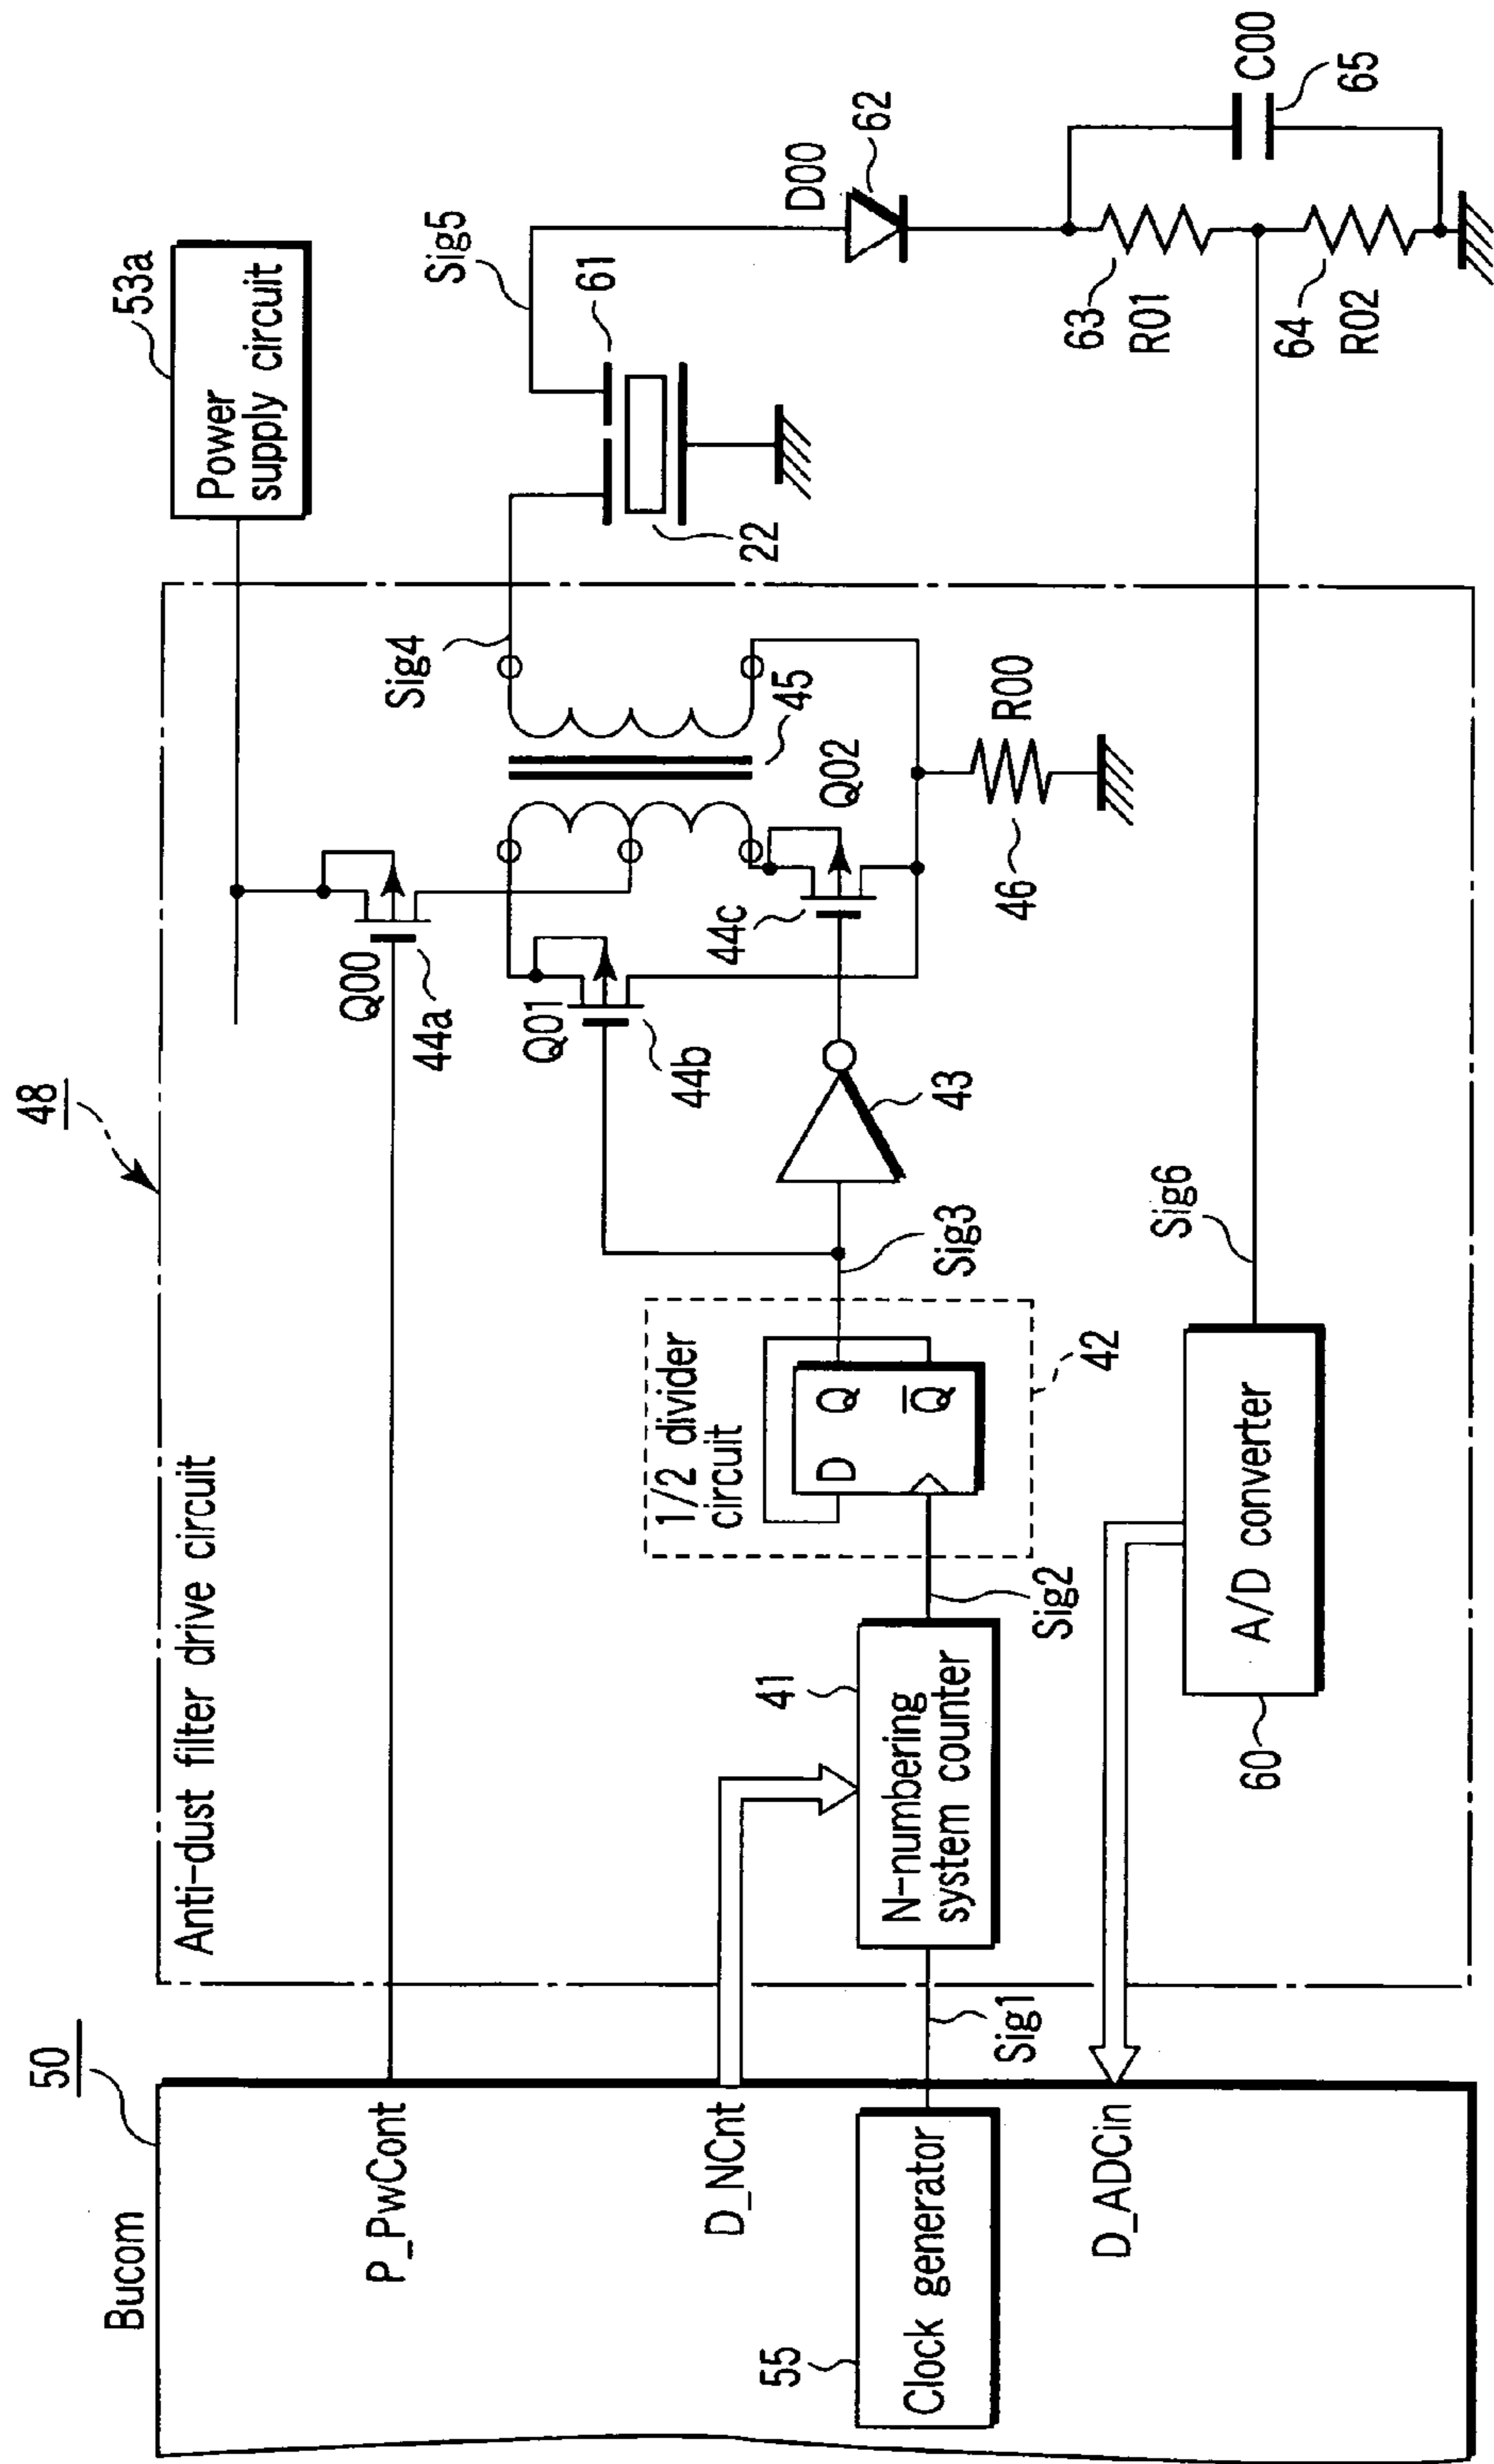 48
50
Bucom
P_PwCont
D_NCnt
55
Clock generator
D_ADCin
Sig1
Anti-dust filter drive circuit
41
N-numbering
system counter
Sig2
1/2 divider
circuit
D Q
Q
42
Sig3
43
60
A/D converter
Sig6
Q00
44a
Q01
44b
44c
Q02
45
46
R00
Sig4
53a
Power
supply circuit
Sig5
61
22
D00
62
63
R01
64
R02
C00
65